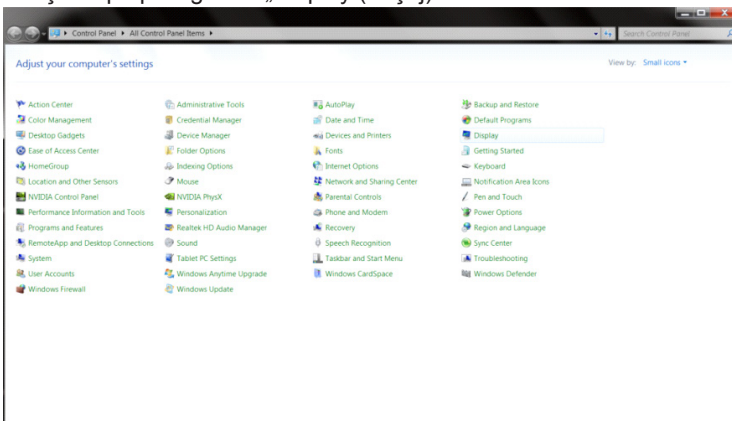 Control Panel ▸ All Control Panel Items ▸
Search Control Panel
Adjust your computer's settings
View by: Small icons
Action Center
Administrative Tools
AutoPlay
Backup and Restore
Color Management
Credential Manager
Date and Time
Default Programs
Desktop Gadgets
Device Manager
Devices and Printers
Display
Ease of Access Center
Folder Options
Fonts
Getting Started
HomeGroup
Indexing Options
Internet Options
Keyboard
Location and Other Sensors
Mouse
Network and Sharing Center
Notification Area Icons
NVIDIA Control Panel
NVIDIA PhysX
Parental Controls
Pen and Touch
Performance Information and Tools
Personalization
Phone and Modem
Power Options
Programs and Features
Realtek HD Audio Manager
Recovery
Region and Language
RemoteApp and Desktop Connections
Sound
Speech Recognition
Sync Center
System
Tablet PC Settings
Taskbar and Start Menu
Troubleshooting
User Accounts
Windows Anytime Upgrade
Windows CardSpace
Windows Defender
Windows Firewall
Windows Update